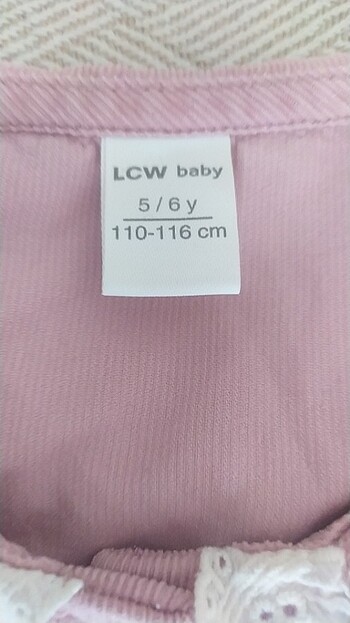 LCW baby
5 / 6 y
110-116 cm